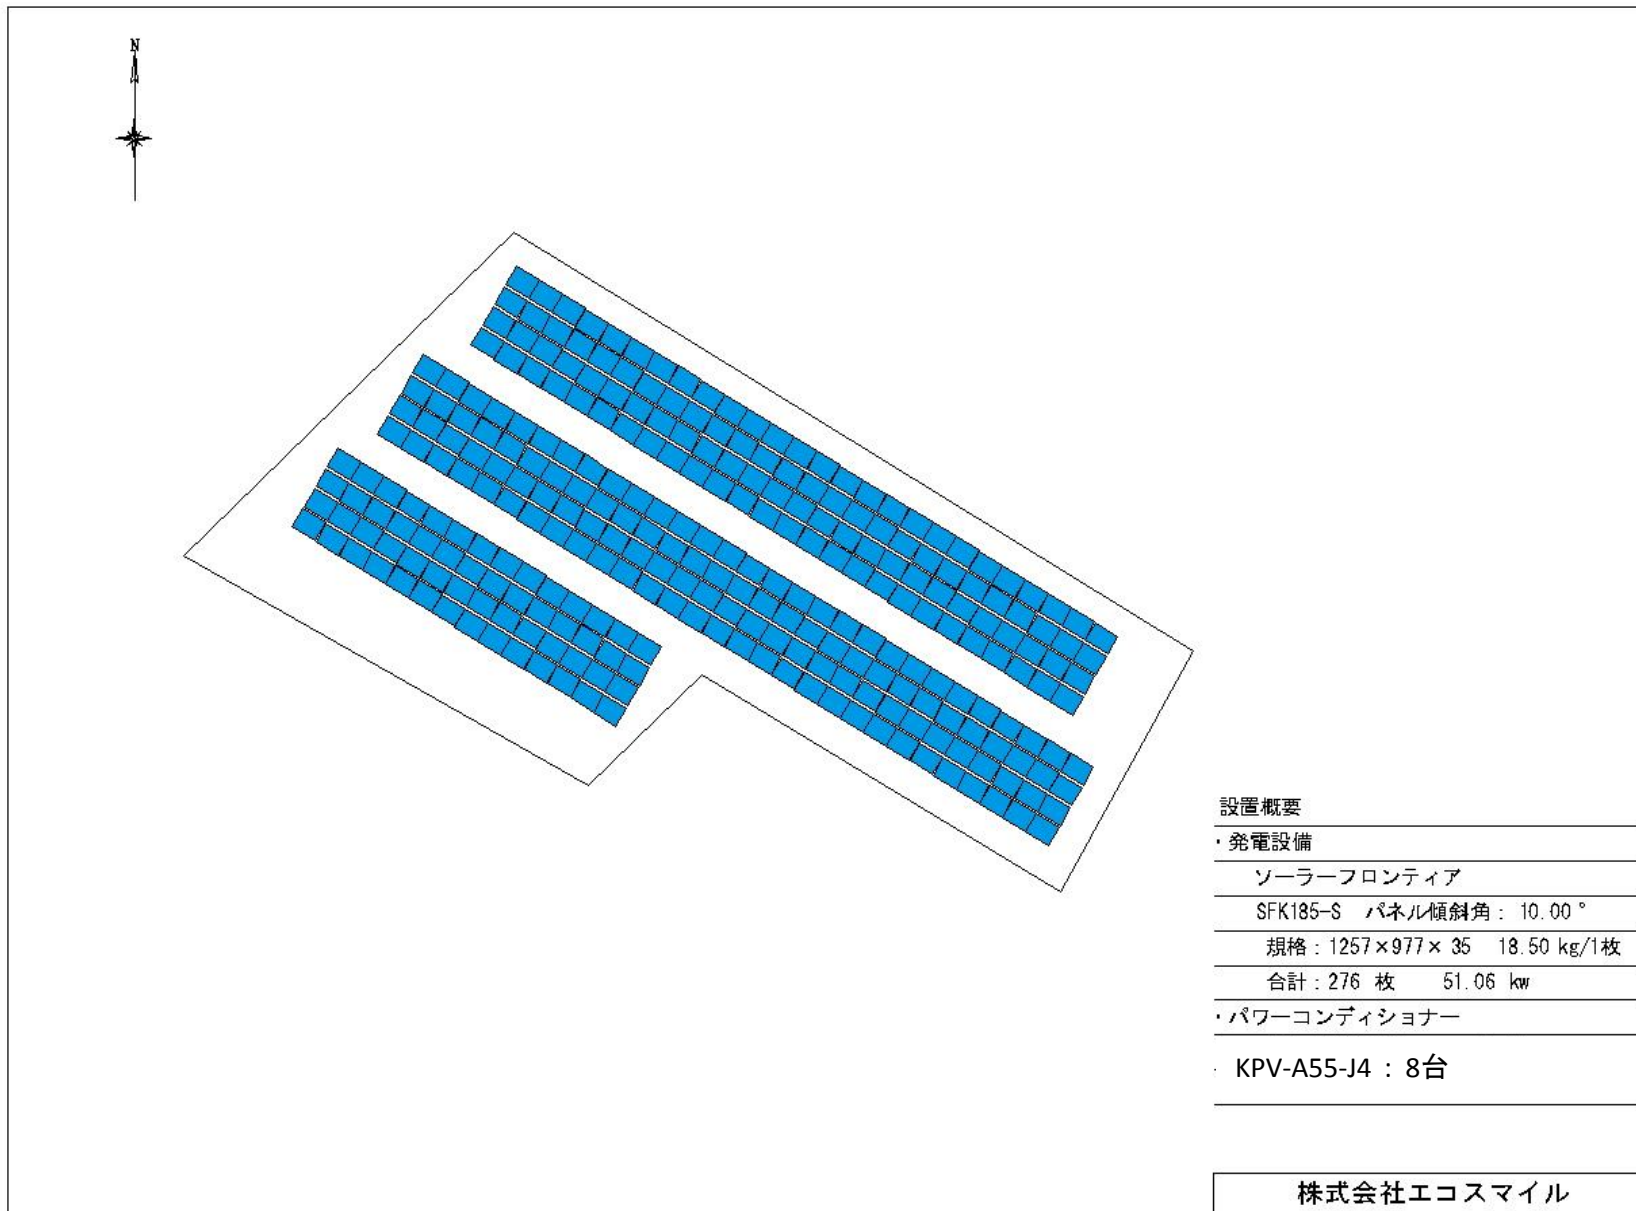 N
設置概要
・発電設備
ソーラーフロンティア
SFK185-S パネル傾斜角：10.00°
規格：1257×977×35 18.50 kg/1枚
合計：276 枚 51.06 kw
・パワーコンディショナー
KPV-A55-J4 : 8台
株式会社エコスマイル